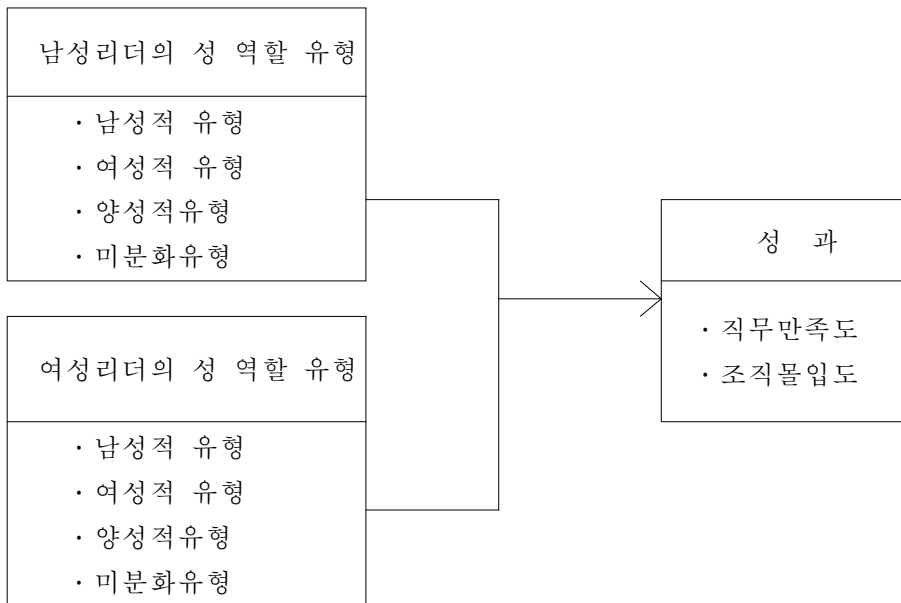 남성리더의 성 역할 유형
· 남성적 유형
· 여성적 유형
· 양성적유형
· 미분화유형
여성리더의 성 역할 유형
· 남성적 유형
· 여성적 유형
· 양성적유형
· 미분화유형
성 과
· 직무만족도
· 조직몰입도